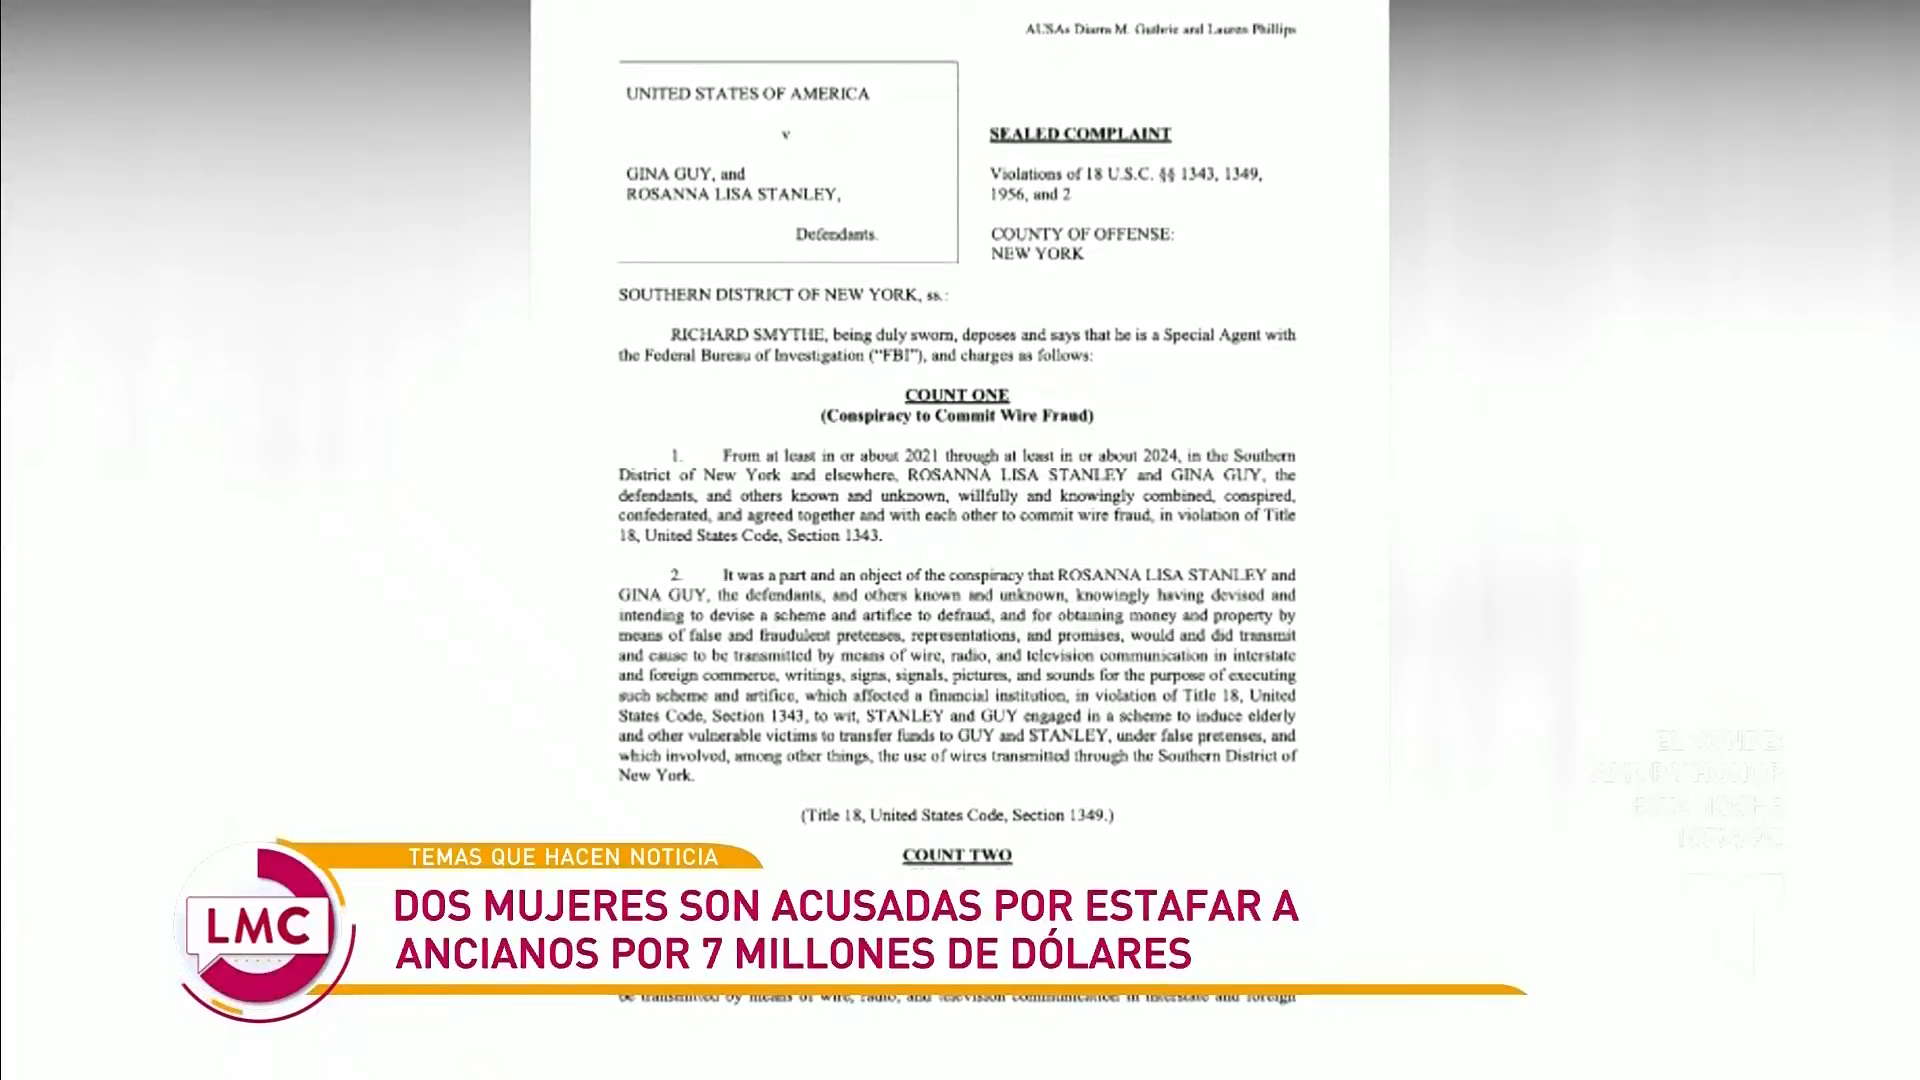 AUSAs Diarra M. Guthrie and Lauren Phillips
UNITED STATES OF AMERICA
v
GINA GUY, and
ROSANNA LISA STANLEY,
Defendants.
SEALED COMPLAINT
Violations of 18 U.S.C. §§ 1343, 1349,
1956, and 2
COUNTY OF OFFENSE:
NEW YORK
SOUTHERN DISTRICT OF NEW YORK, ss.:
RICHARD SMYTHE, being duly sworn, deposes and says that he is a Special Agent with
the Federal Bureau of Investigation (“FBI”), and charges as follows:
COUNT ONE
(Conspiracy to Commit Wire Fraud)
1. From at least in or about 2021 through at least in or about 2024, in the Southern
District of New York and elsewhere, ROSANNA LISA STANLEY and GINA GUY, the
defendants, and others known and unknown, willfully and knowingly combined, conspired,
confederated, and agreed together and with each other to commit wire fraud, in violation of Title
18, United States Code, Section 1343.
2. It was a part and an object of the conspiracy that ROSANNA LISA STANLEY and
GINA GUY, the defendants, and others known and unknown, knowingly having devised and
intending to devise a scheme and artifice to defraud, and for obtaining money and property by
means of false and fraudulent pretenses, representations, and promises, would and did transmit
and cause to be transmitted by means of wire, radio, and television communication in interstate
and foreign commerce, writings, signs, signals, pictures, and sounds for the purpose of executing
such scheme and artifice, which affected a financial institution, in violation of Title 18, United
States Code, Section 1343, to wit, STANLEY and GUY engaged in a scheme to induce elderly
and other vulnerable victims to transfer funds to GUY and STANLEY, under false pretenses, and
which involved, among other things, the use of wires transmitted through the Southern District of
New York.
(Title 18, United States Code, Section 1349.)
COUNT TWO
TEMAS QUE HACEN NOTICIA
LMC
DOS MUJERES SON ACUSADAS POR ESTAFAR A
ANCIANOS POR 7 MILLONES DE DÓLARES
be transmitted by means of wire, radio, and television communication in interstate and foreign